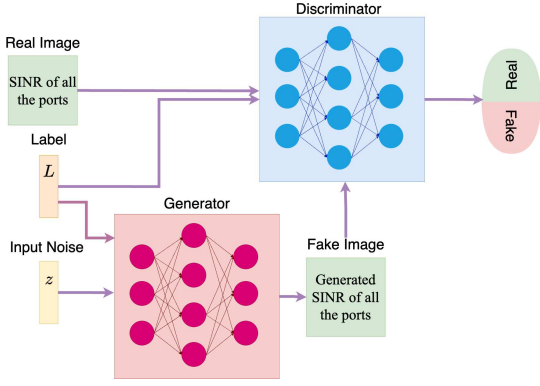 Discriminator
Real Image
SINR of all
the ports
Real
Fake
Label
L
Generator
Input Noise
z
Fake Image
Generated
SINR of all
the ports